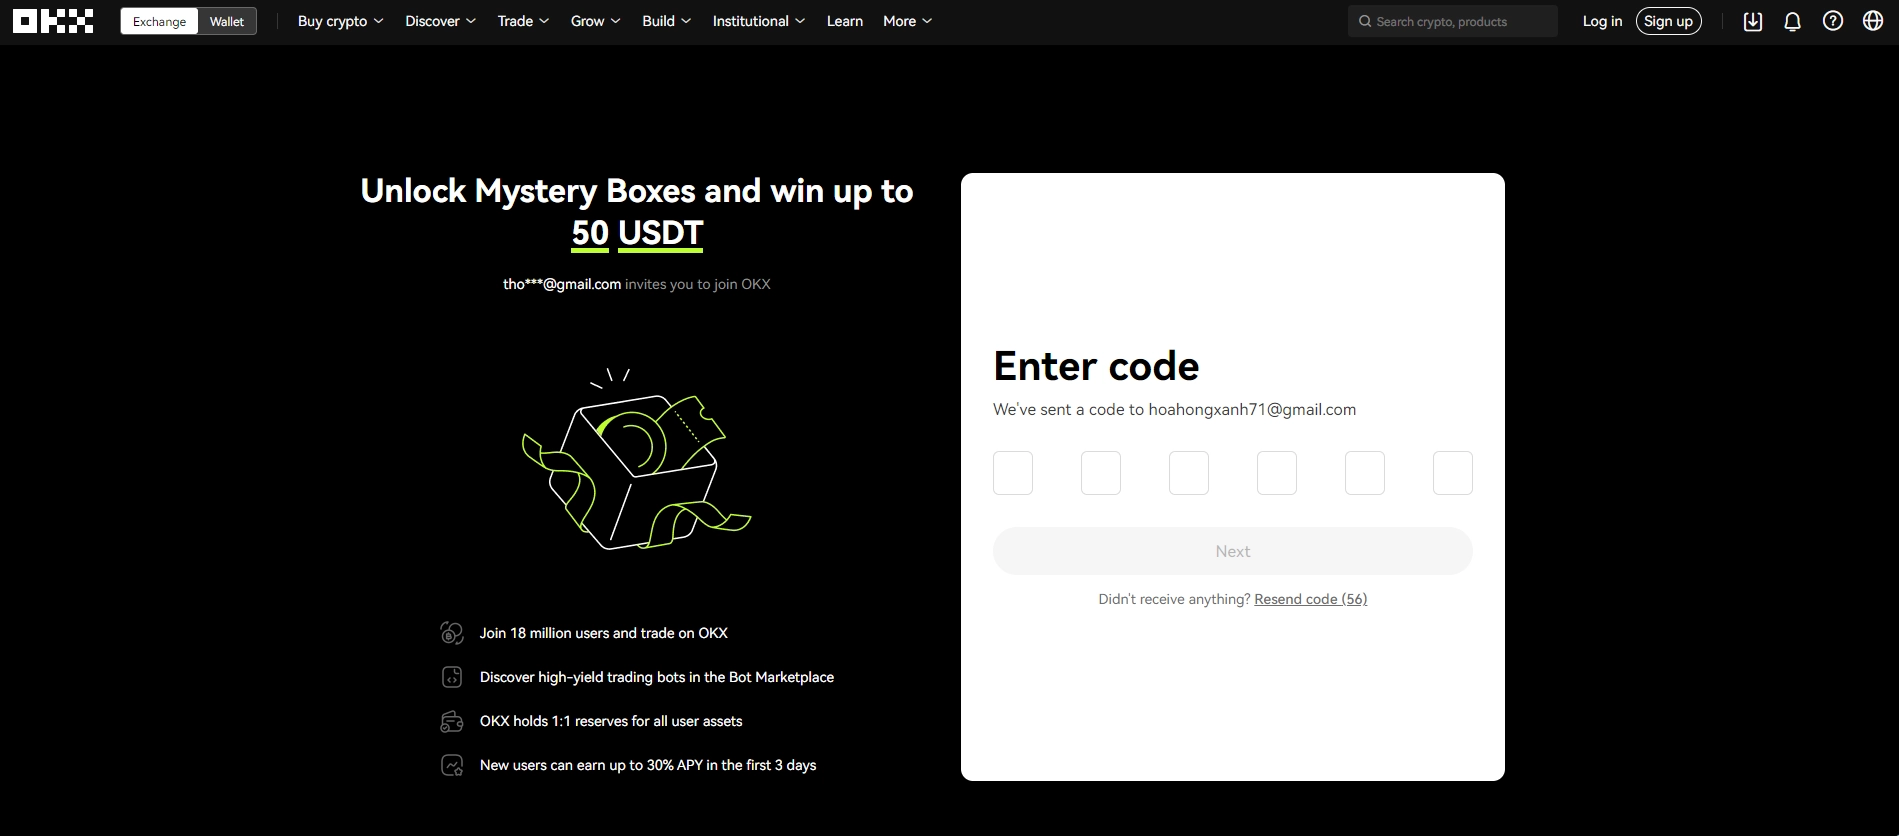 OKX Exchange Wallet Buy crypto Discover Trade Grow Build Institutional Learn More Search crypto, products Log in Sign up
Unlock Mystery Boxes and win up to
50 USDT
tho***@gmail.com invites you to join OKX
Join 18 million users and trade on OKX
Discover high-yield trading bots in the Bot Marketplace
OKX holds 1:1 reserves for all user assets
New users can earn up to 30% APY in the first 3 days
Enter code
We've sent a code to hoahongxanh71@gmail.com
Next
Didn't receive anything? Resend code (56)